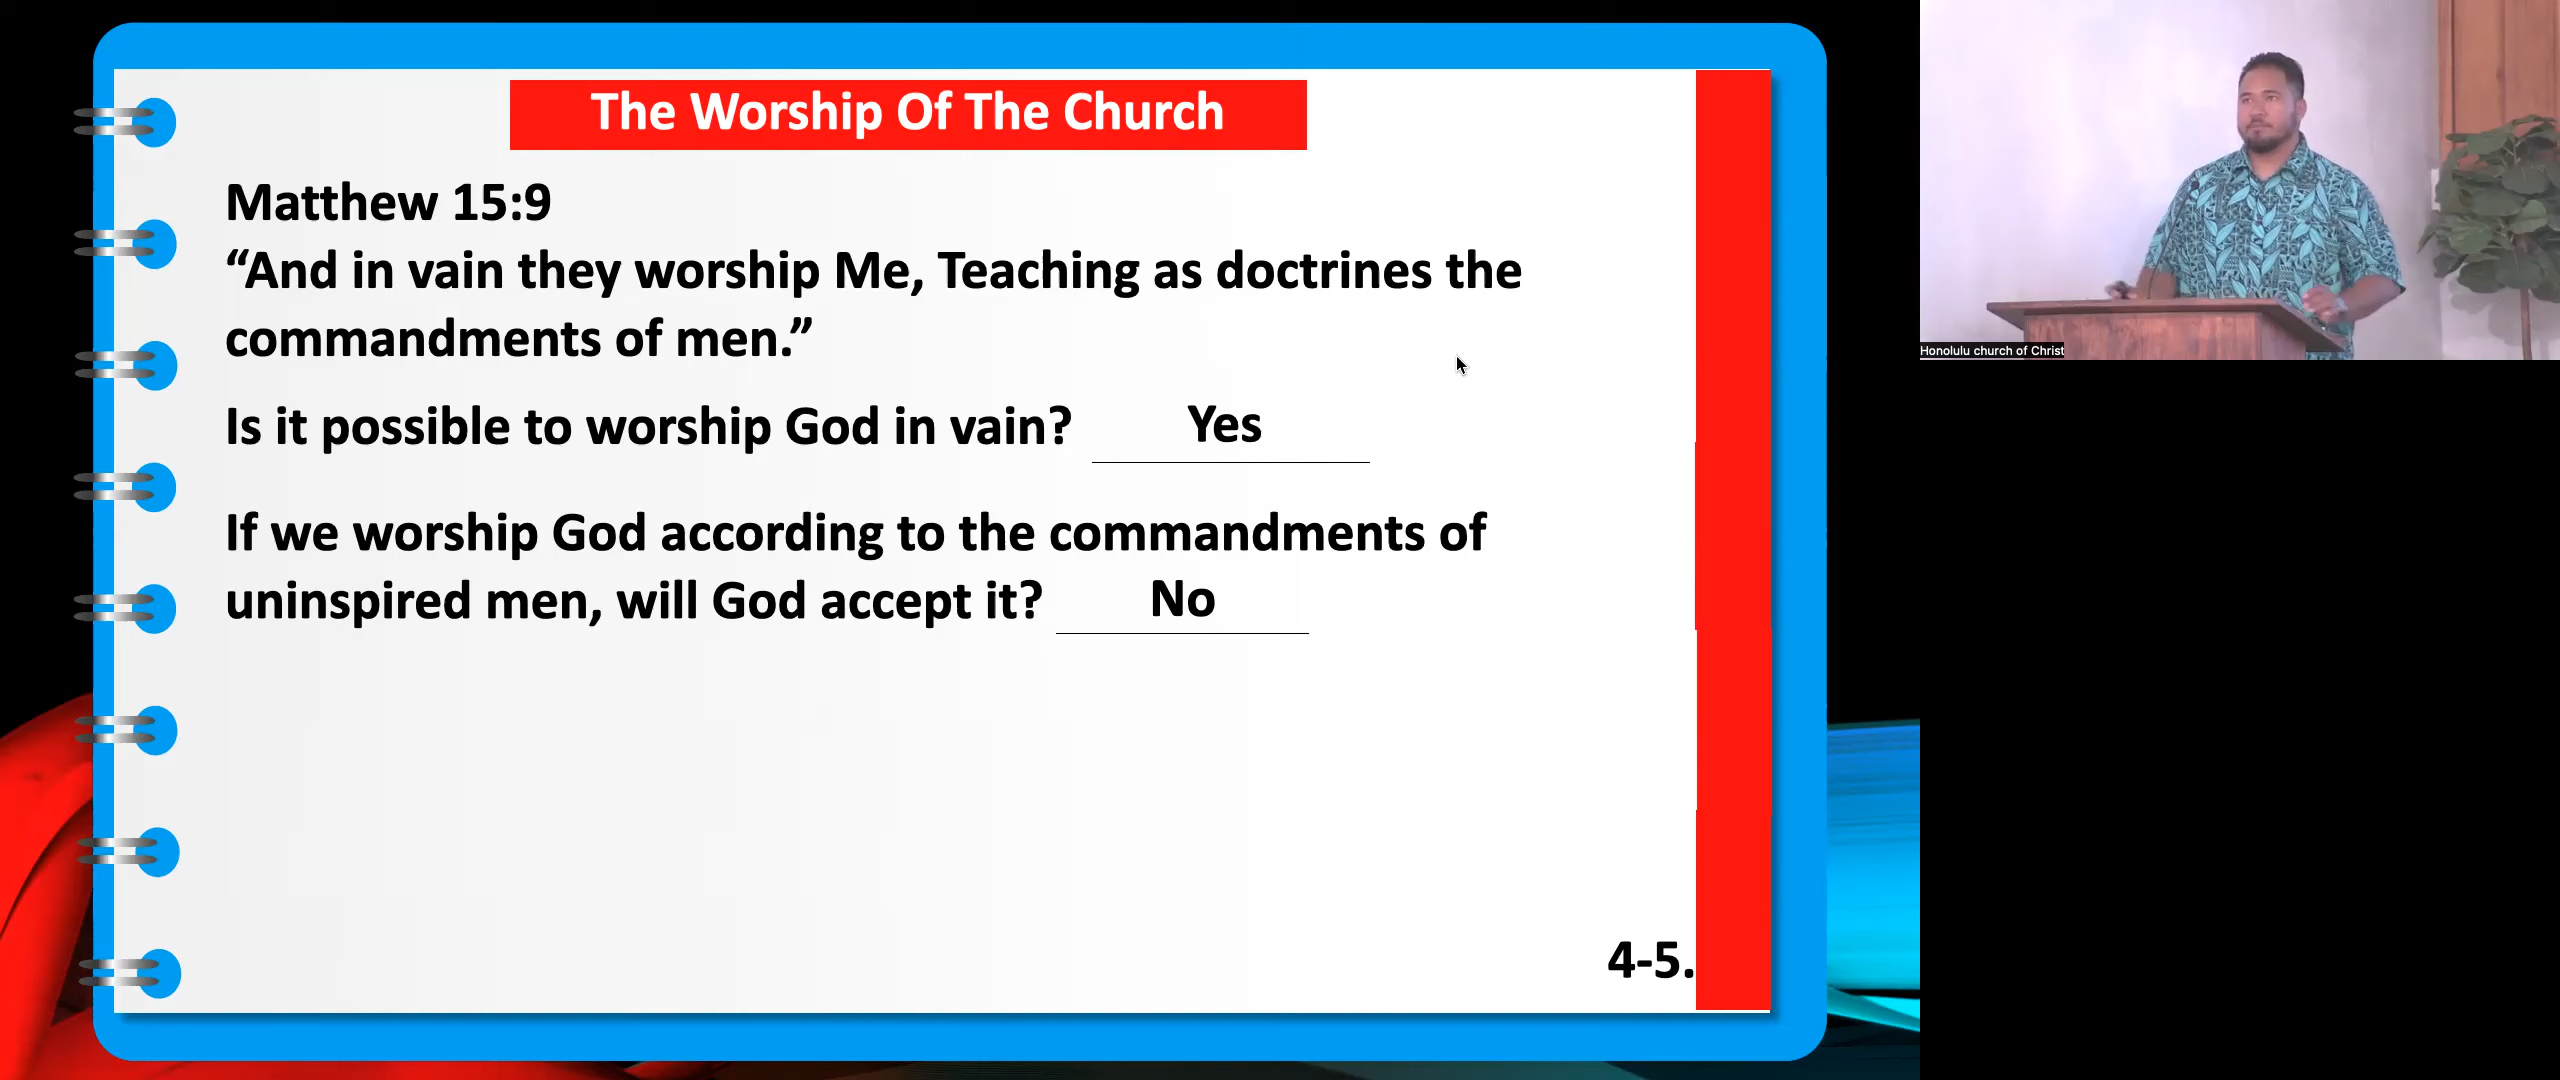 The Worship Of The Church
Matthew 15:9
“And in vain they worship Me, Teaching as doctrines the
commandments of men.”
Is it possible to worship God in vain? Yes
If we worship God according to the commandments of
uninspired men, will God accept it? No
4-5.
Honolulu church of Christ